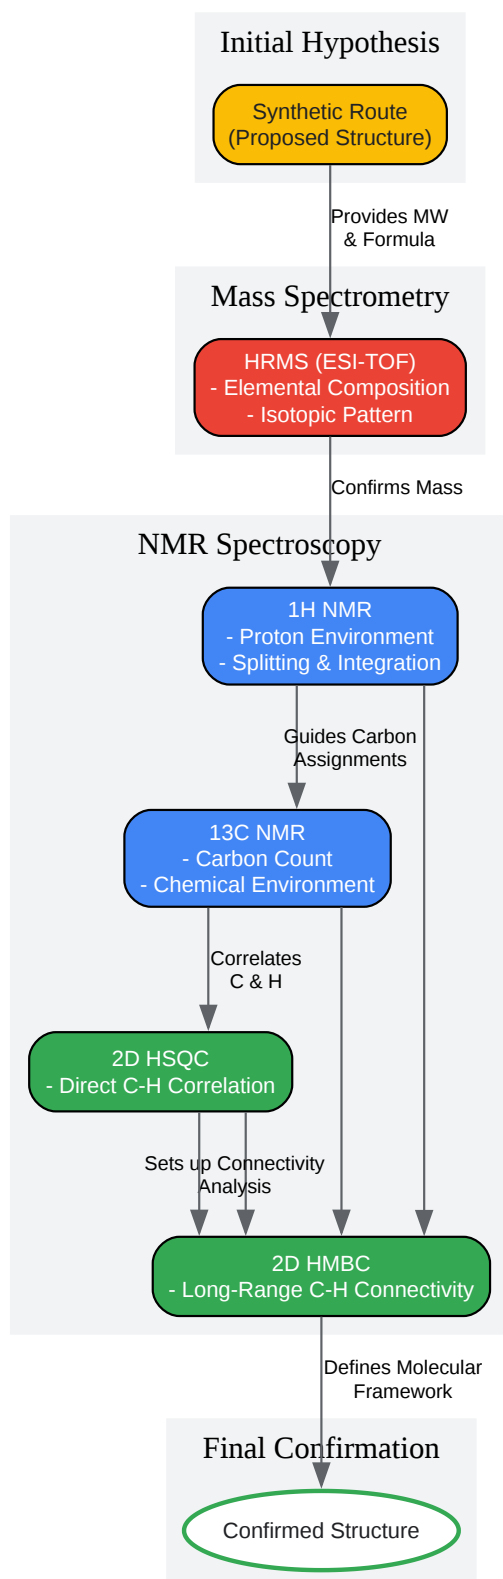 Initial Hypothesis
Synthetic Route
(Proposed Structure)
Provides MW
& Formula
Mass Spectrometry
HRMS (ESI-TOF)
- Elemental Composition
- Isotopic Pattern
Confirms Mass
NMR Spectroscopy
1H NMR
- Proton Environment
- Splitting & Integration
Guides Carbon
Assignments
13C NMR
- Carbon Count
- Chemical Environment
Correlates
C & H
2D HSQC
- Direct C-H Correlation
Sets up Connectivity
Analysis
2D HMBC
- Long-Range C-H Connectivity
Defines Molecular
Framework
Final Confirmation
Confirmed Structure